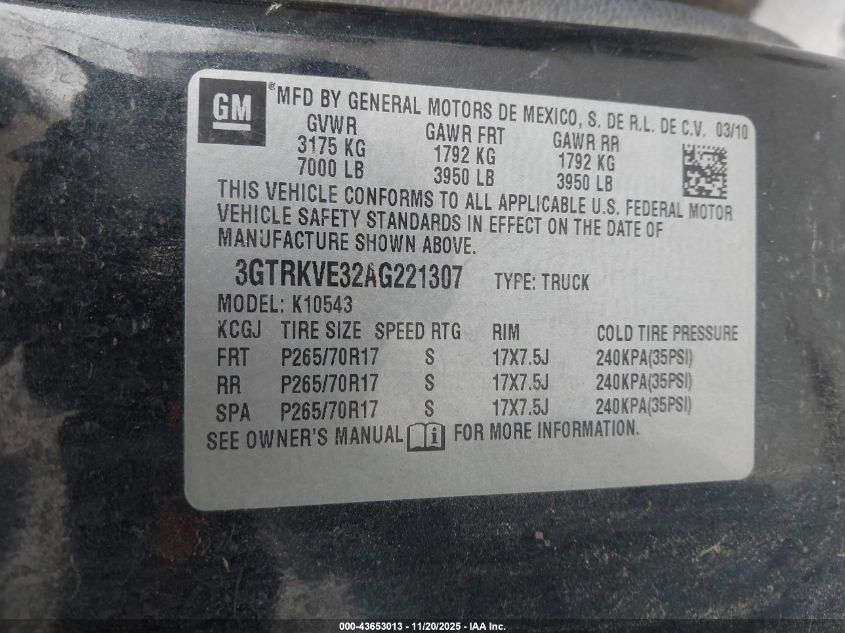 GM ® MFD BY GENERAL MOTORS DE MEXICO, S. DE R.L. DE C.V. 03/10
GVWR GAWR FRT GAWR RR
3175 KG 1792 KG 1792 KG
7000 LB 3950 LB 3950 LB
THIS VEHICLE CONFORMS TO ALL APPLICABLE U.S. FEDERAL MOTOR
VEHICLE SAFETY STANDARDS IN EFFECT ON THE DATE OF
MANUFACTURE SHOWN ABOVE.
3GTRKVE32AG221307 TYPE: TRUCK
MODEL: K10543
KCGJ TIRE SIZE SPEED RTG RIM COLD TIRE PRESSURE
FRT P265/70R17 S 17X7.5J 240KPA(35PSI)
RR P265/70R17 S 17X7.5J 240KPA(35PSI)
SPA P265/70R17 S 17X7.5J 240KPA(35PSI)
SEE OWNER'S MANUAL i FOR MORE INFORMATION.
000-43653013 - 11/20/2025 - IAA Inc.